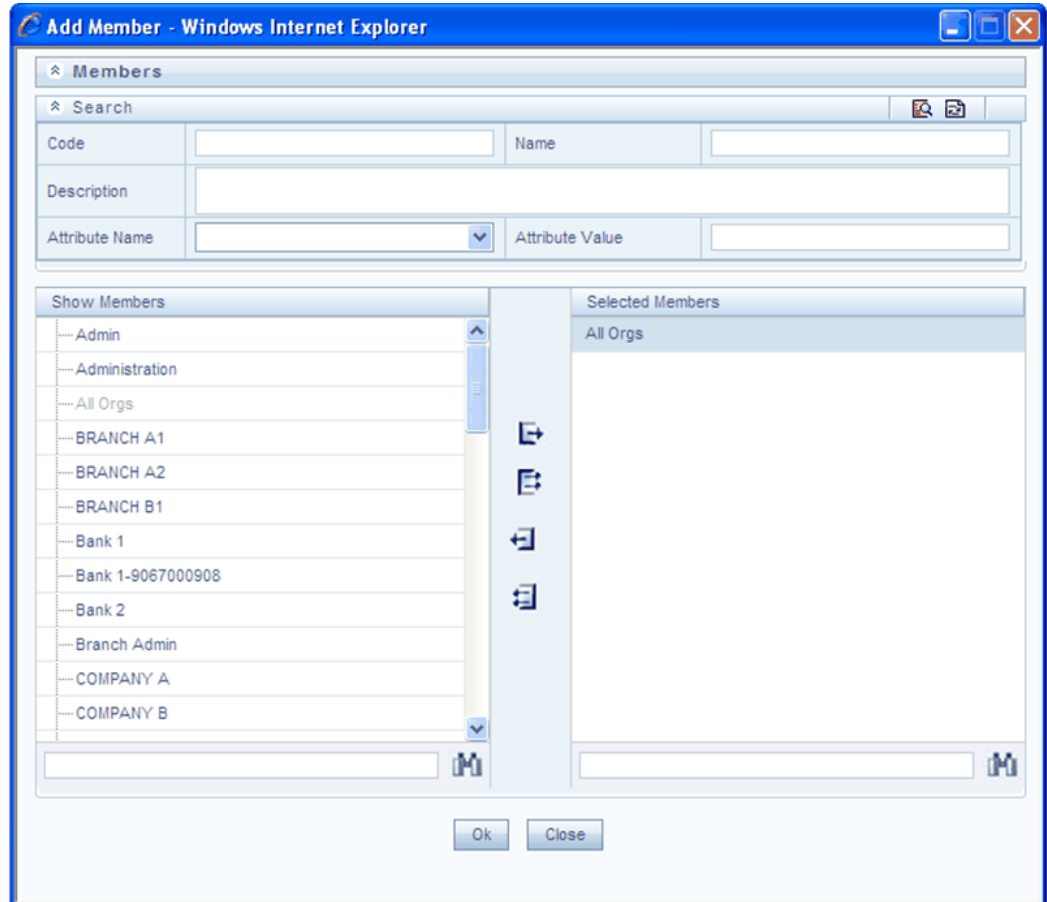 Add Member - Windows Internet Explorer
Members
Search
Code
Name
Description
Attribute Name
Attribute Value
Show Members
Admin
Administration
All Orgs
BRANCH A1
BRANCH A2
BRANCH B1
Bank 1
Bank 1-9067000908
Bank 2
Branch Admin
COMPANY A
COMPANY B
Selected Members
All Orgs
Ok
Close